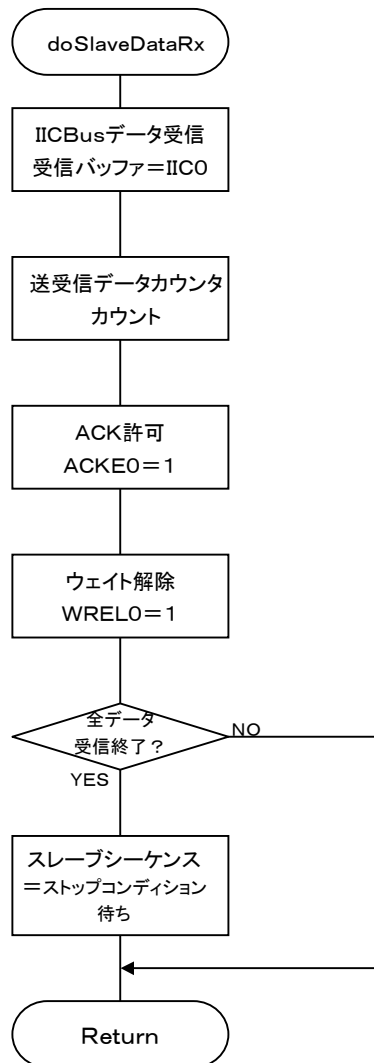 doSlaveDataRx
IICBusデータ受信
受信バッファ=IIC0
送受信データカウンタ
カウント
ACK許可
ACKE0=1
ウェイト解除
WREL0=1
全データ
受信終了?
NO
YES
スレーブシーケンス
=ストップコンディション
待ち
Return